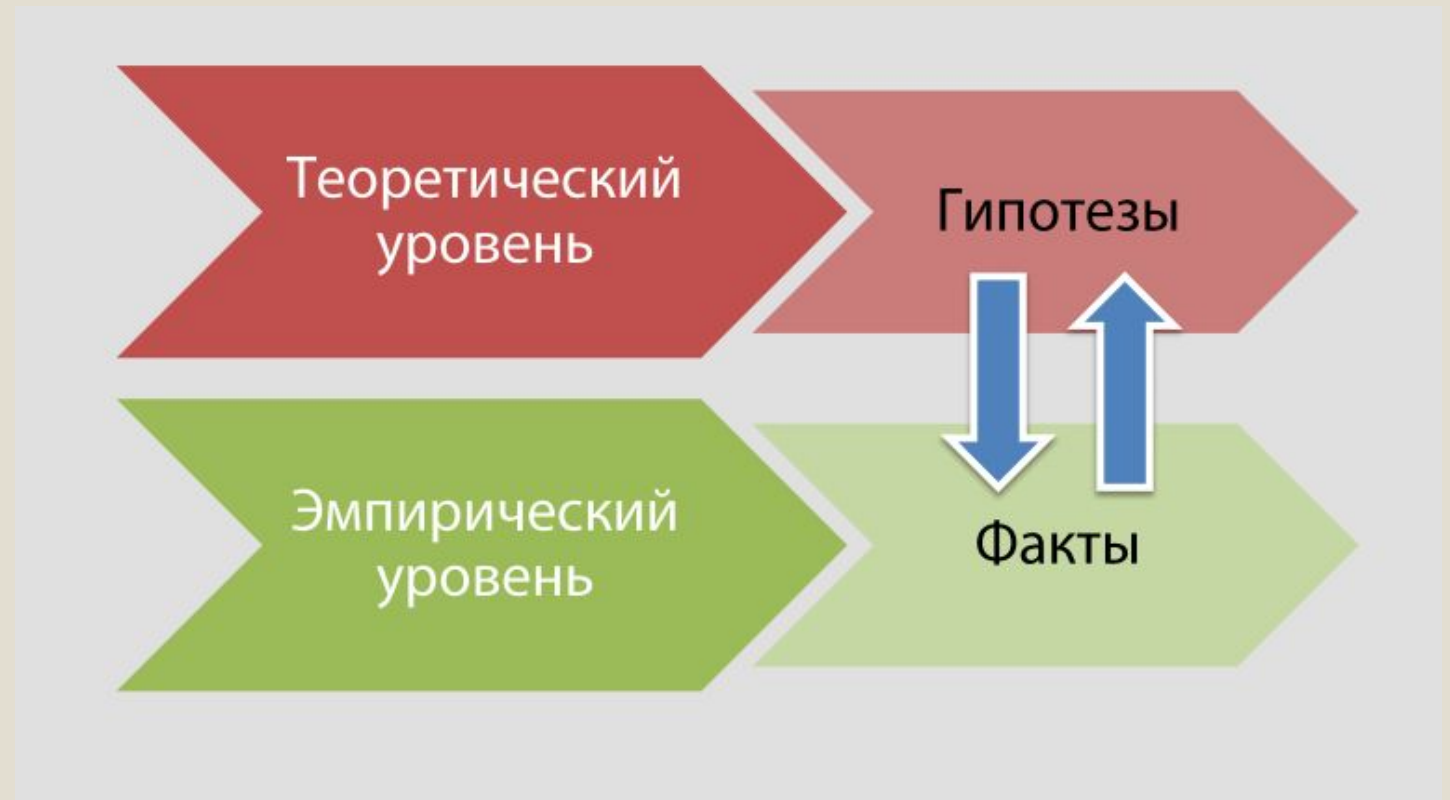 Теоретический
уровень
Гипотезы
Эмпирический
уровень
Факты